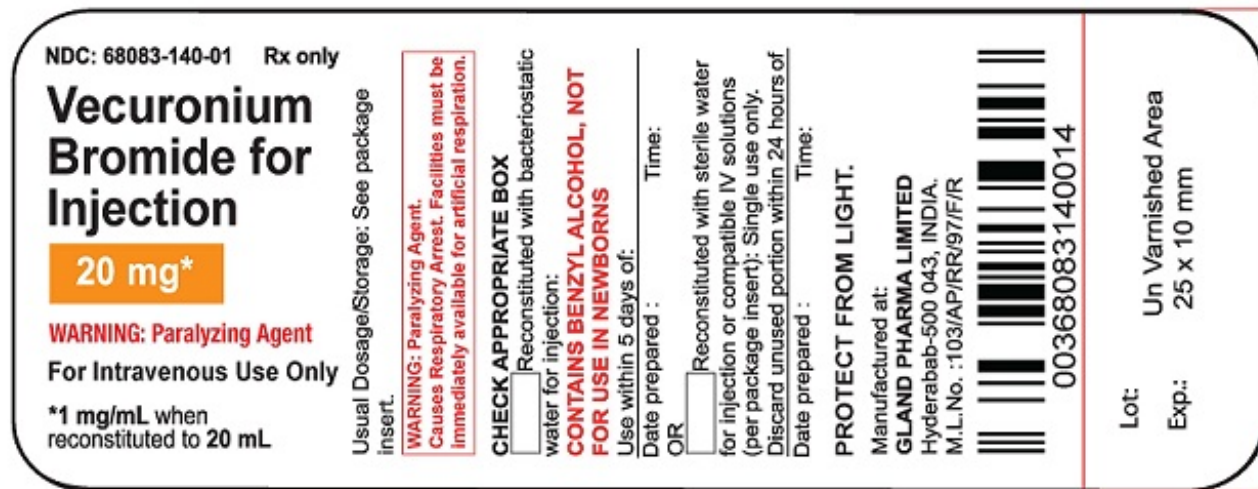 NDC: 68083-140-01 Rx only
Vecuronium
Bromide for
Injection
20 mg*
WARNING: Paralyzing Agent
For Intravenous Use Only
*1 mg/mL when
reconstituted to 20 mL
Usual Dosage/Storage: See package
insert.
WARNING: Paralyzing Agent.
Causes Respiratory Arrest. Facilities must be
immediately available for artificial respiration.
CHECK APPROPRIATE BOX
Reconstituted with bacteriostatic
water for injection:
CONTAINS BENZYL ALCOHOL, NOT
FOR USE IN NEWBORNS
Use within 5 days of:
Date prepared : Time:
OR
Reconstituted with sterile water
for injection or compatible IV solutions
(per package insert): Single use only.
Discard unused portion within 24 hours of
Date prepared : Time:
PROTECT FROM LIGHT.
Manufactured at:
GLAND PHARMA LIMITED
Hyderabab-500 043, INDIA.
M.L.No. :103/AP/RR/97/F/R
00368083140014
Lot:
Exp.:
Un Varnished Area
25 x 10 mm